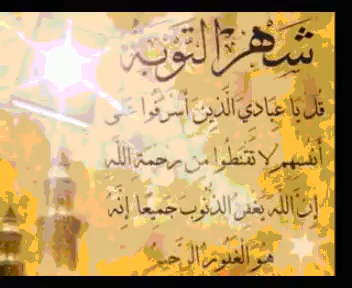 شهر التوبة
قل يا عبادي الذين أسرفوا على
أنفسهم لا تقنطوا من رحمة الله
إن الله يغفر الذنوب جميعا إنه
هو الغفور الرحيم